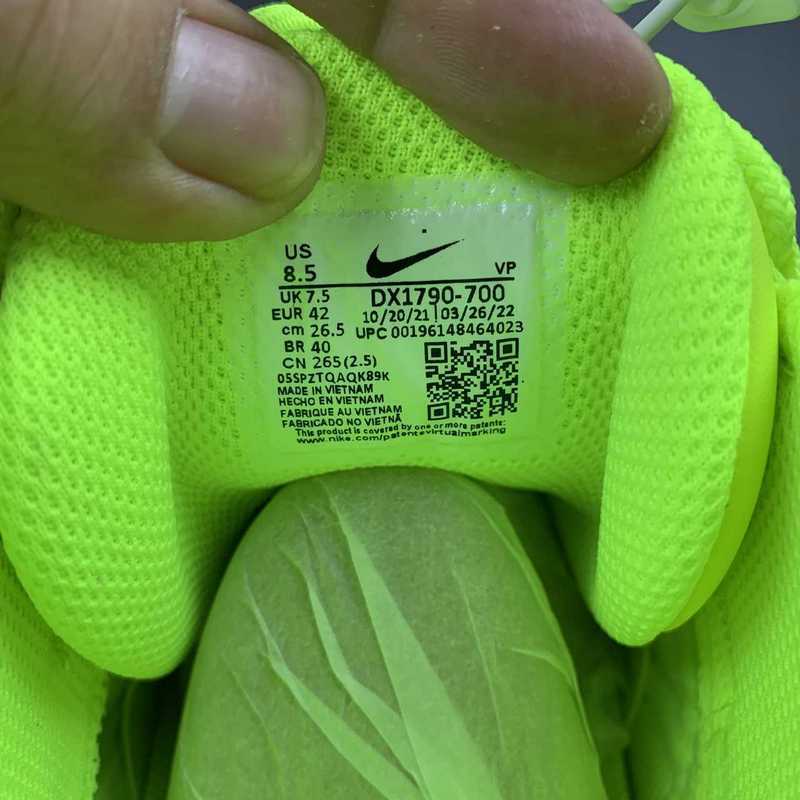 US
8.5 VP
UK 7.5 DX1790-700
EUR 42 10/20/21 | 03/26/22
cm 26.5 UPC 00196148464023
BR 40
CN 265 (2.5)
05SPZTQAQK89K
MADE IN VIETNAM
HECHO EN VIETNAM
FABRIQUE AU VIETNAM
FABRICADO NO VIETNÃ
This product is covered by one or more patents:
www.nike.com/patentsvirtualmarking